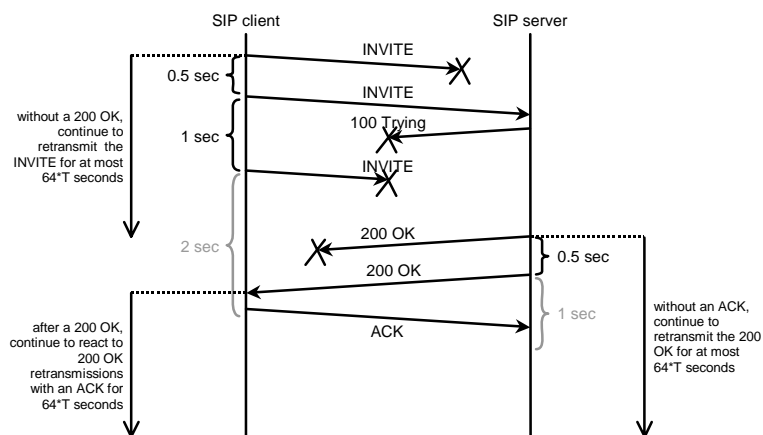 SIP client
SIP server
INVITE
0.5 sec
INVITE
100 Trying
without a 200 OK,
continue to
retransmit the
INVITE for at most
64*T seconds
1 sec
INVITE
200 OK
2 sec
0.5 sec
200 OK
1 sec
ACK
without an ACK,
continue to
retransmit the 200
OK for at most
64*T seconds
after a 200 OK,
continue to react to
200 OK
retransmissions
with an ACK for
64*T seconds